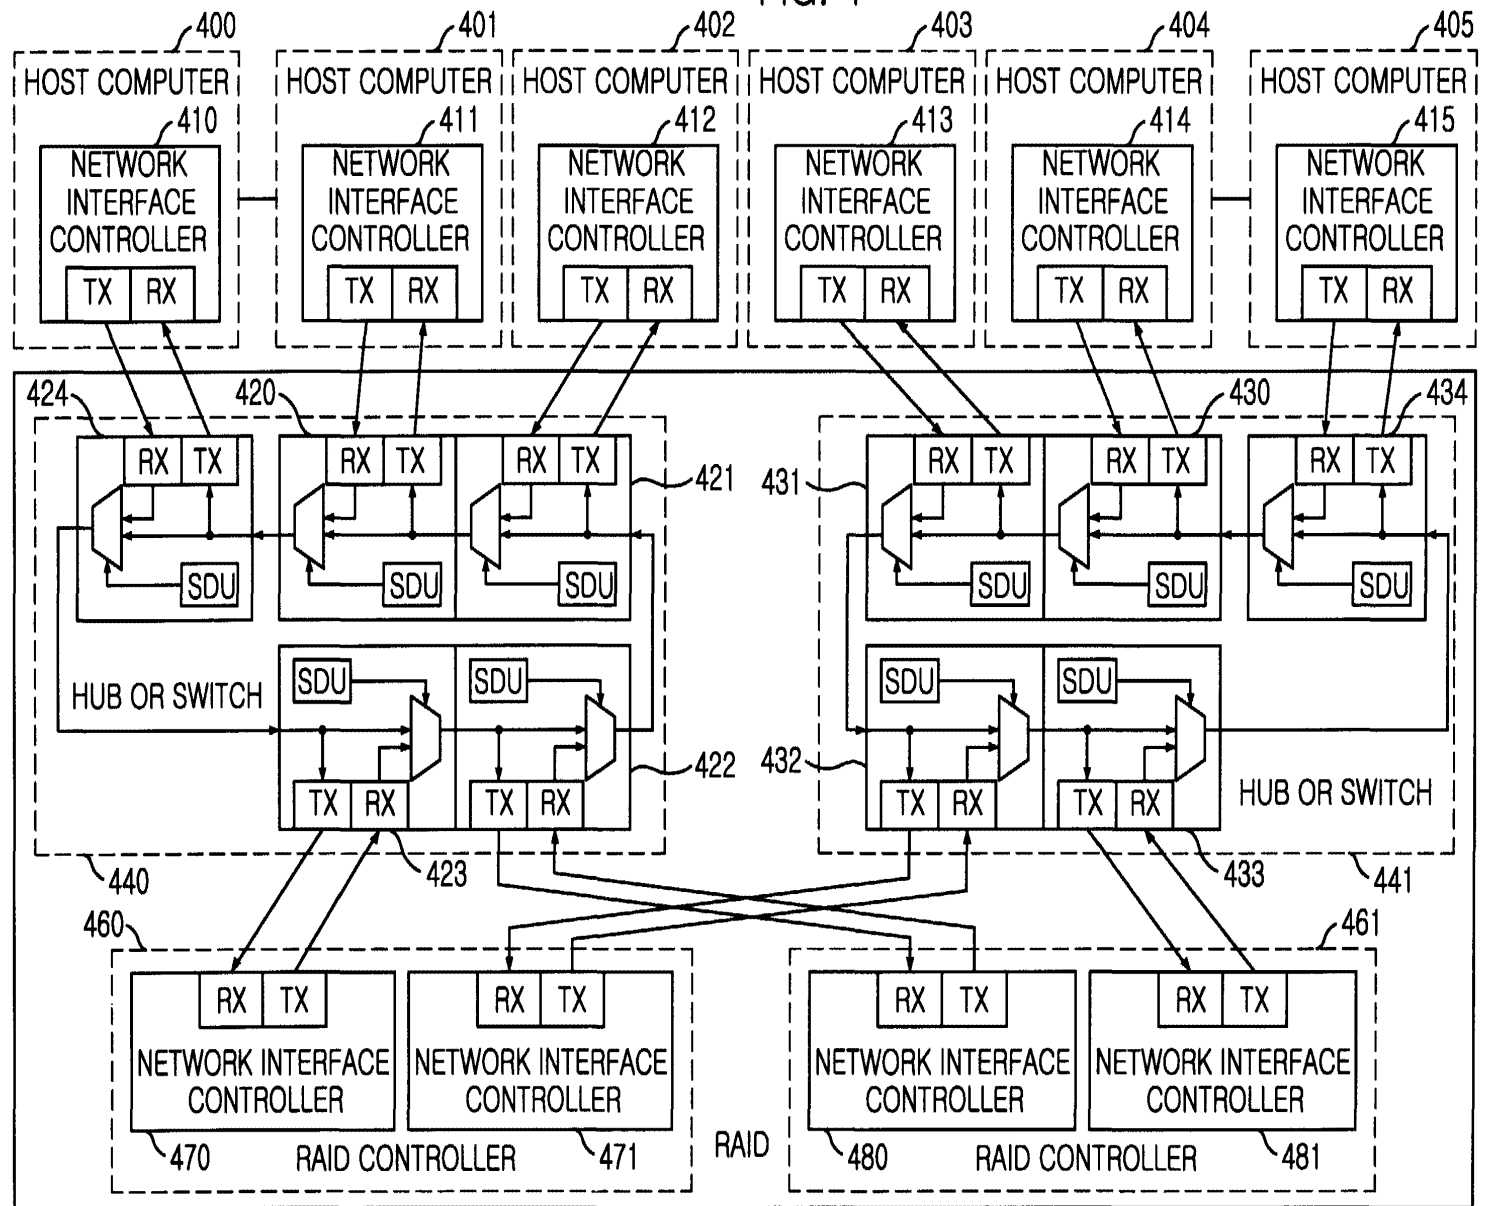 400 401 402 403 404 405
HOST COMPUTER HOST COMPUTER HOST COMPUTER HOST COMPUTER HOST COMPUTER HOST COMPUTER
410 411 412 413 414 415
NETWORK NETWORK NETWORK NETWORK NETWORK NETWORK
INTERFACE INTERFACE INTERFACE INTERFACE INTERFACE INTERFACE
CONTROLLER CONTROLLER CONTROLLER CONTROLLER CONTROLLER CONTROLLER
TX RX TX RX TX RX TX RX TX RX TX RX
424 420 430 434
RX TX RX TX RX TX RX TX RX TX RX TX
421 431
SDU SDU SDU SDU SDU SDU
SDU SDU SDU SDU
HUB OR SWITCH
422 432
TX RX TX RX TX RX TX RX
HUB OR SWITCH
440 423 433 441
460 461
RX TX RX TX RX TX RX TX
NETWORK INTERFACE NETWORK INTERFACE NETWORK INTERFACE NETWORK INTERFACE
CONTROLLER CONTROLLER CONTROLLER CONTROLLER
470 RAID CONTROLLER 471 RAID 480 RAID CONTROLLER 481